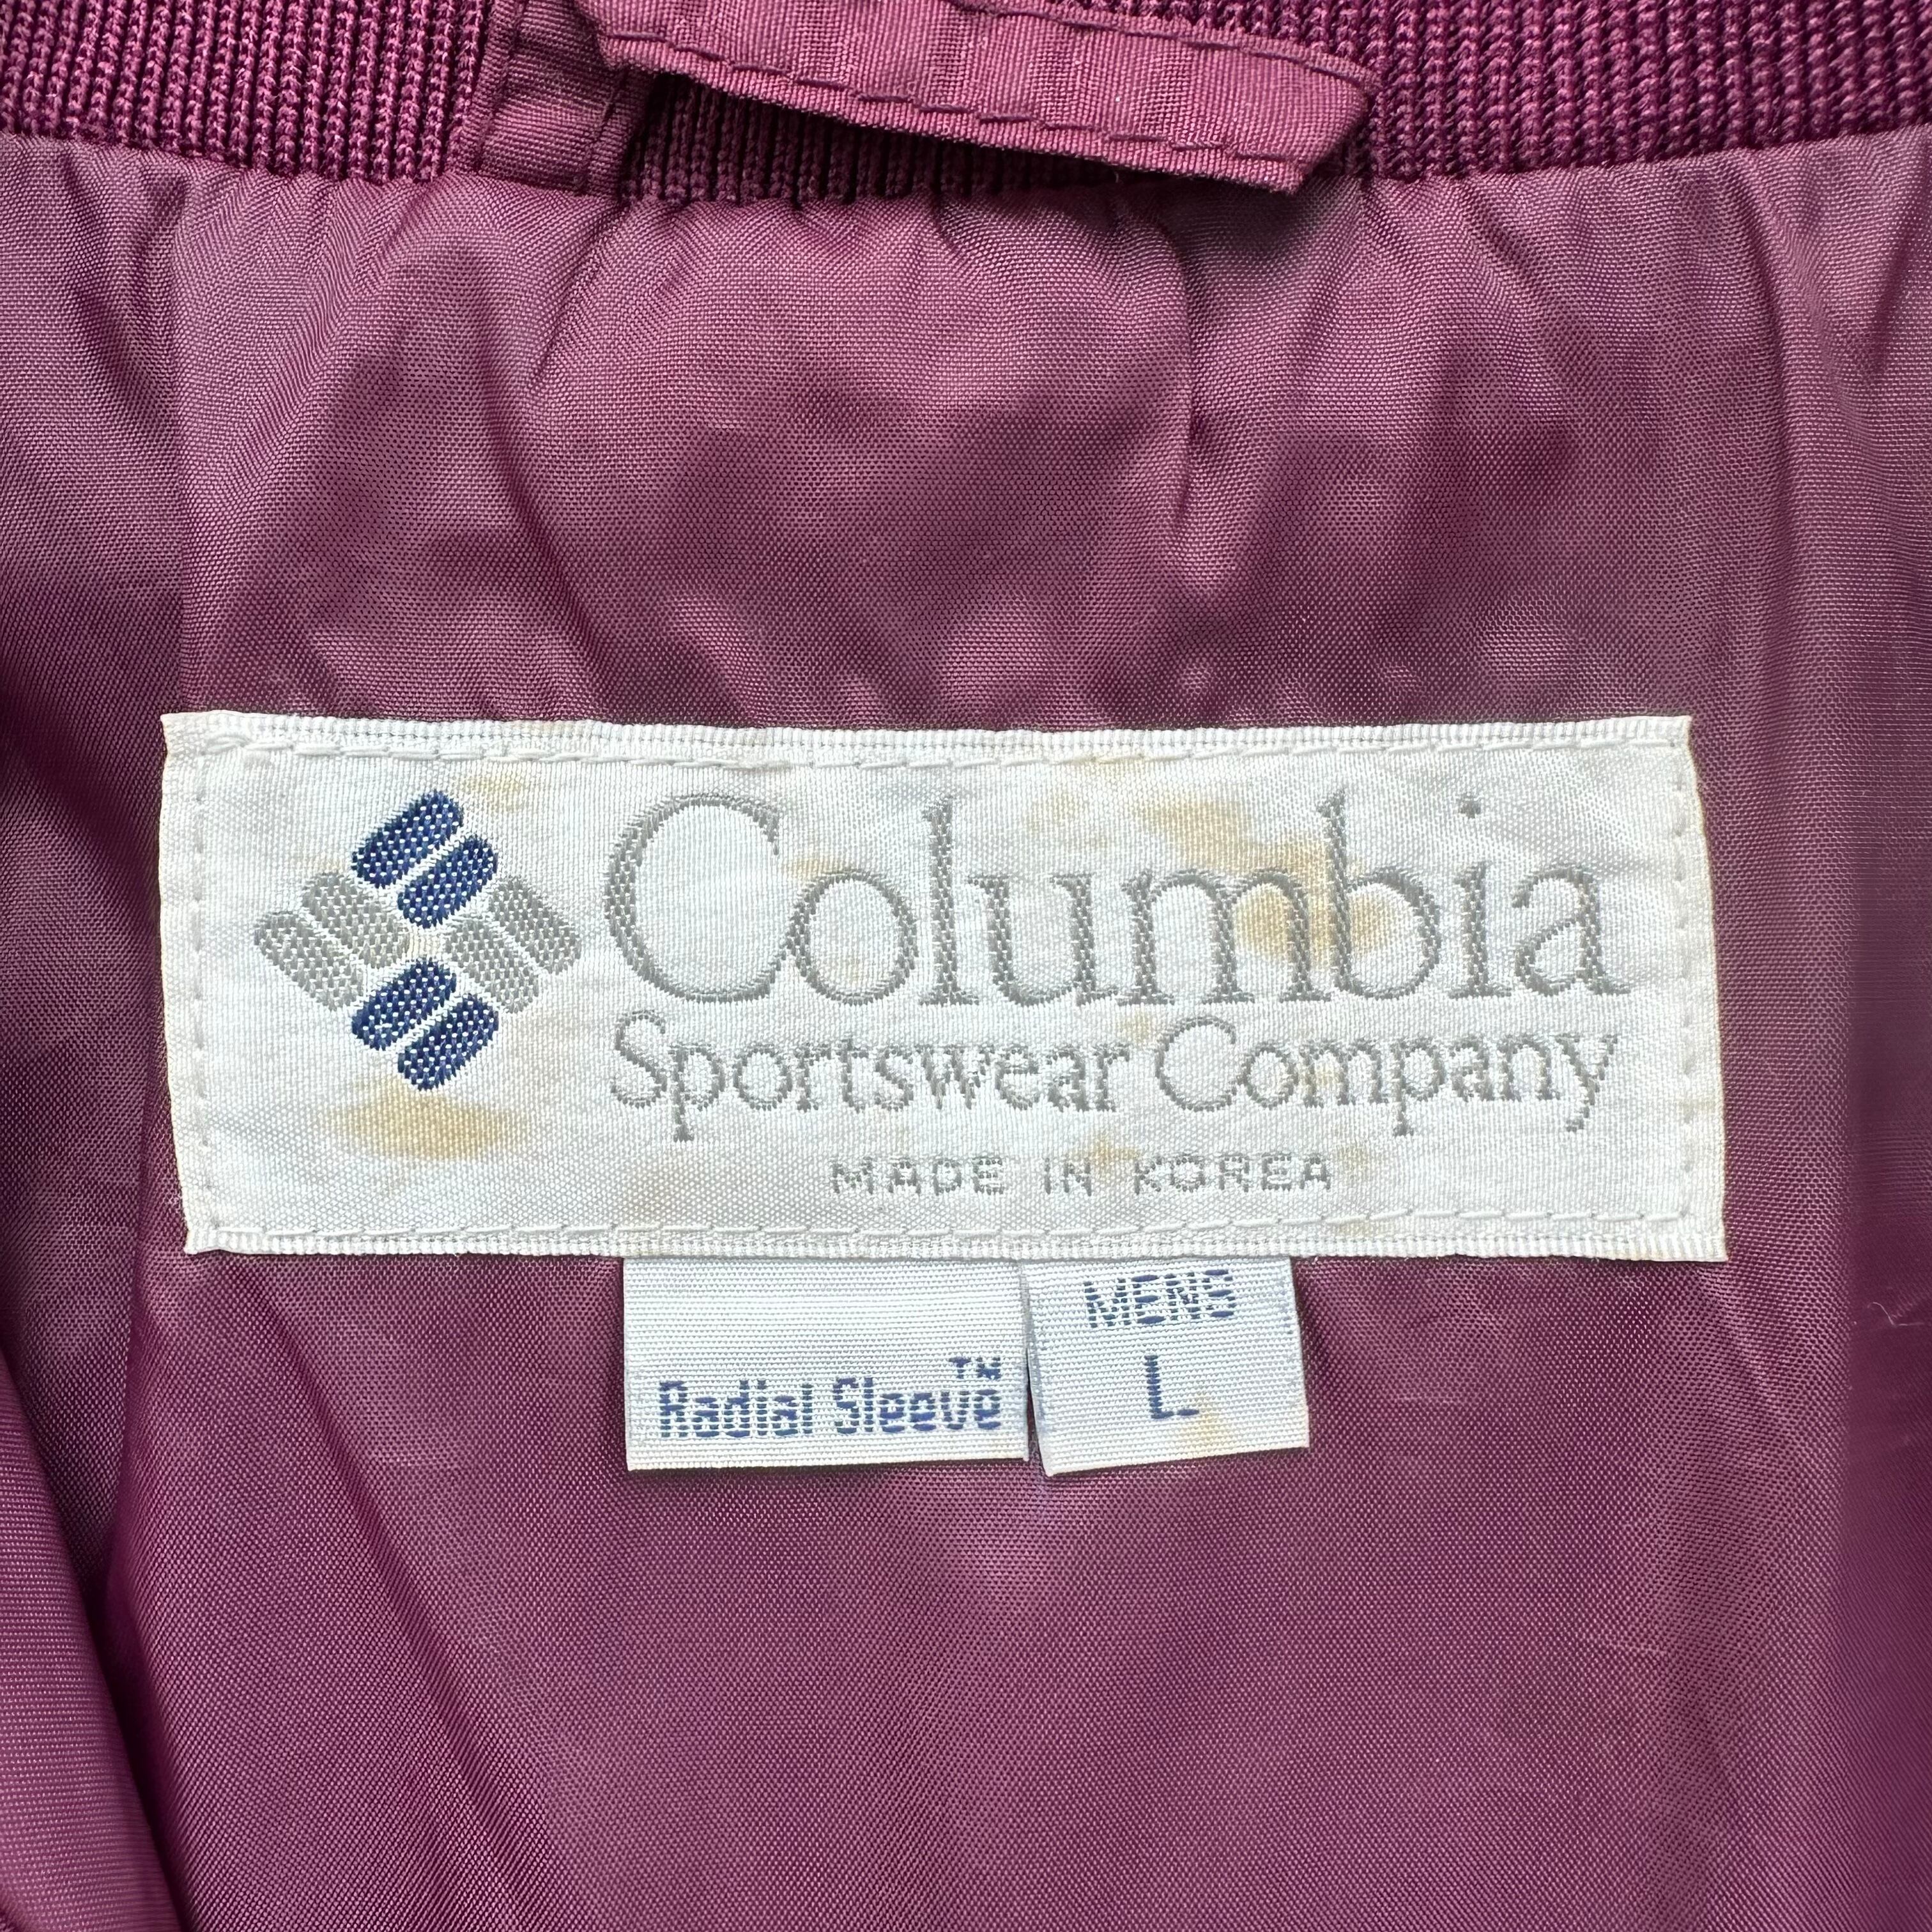 Columbia
Sportswear Company
MADE IN KOREA
Radial Sleeve™
MENS
L